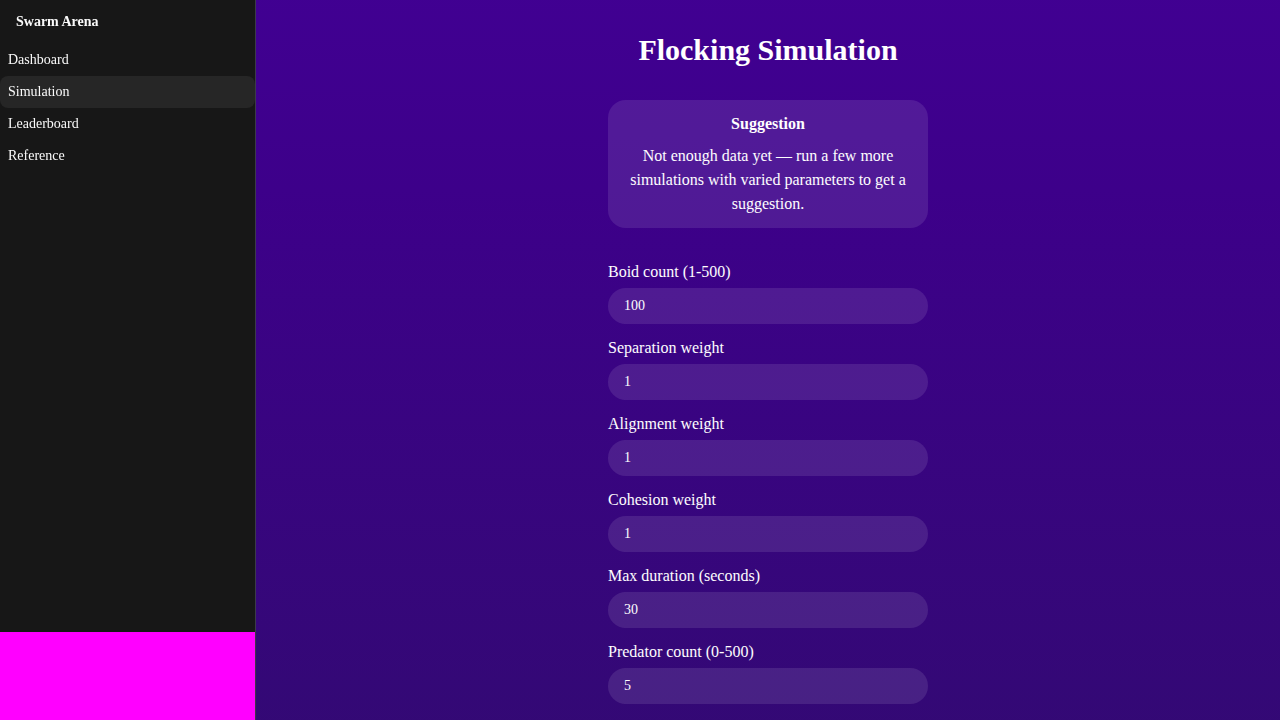 Swarm Arena
Dashboard
Simulation
Leaderboard
Reference
Flocking Simulation
Suggestion
Not enough data yet — run a few more
simulations with varied parameters to get a
suggestion.
Boid count (1-500)
100
Separation weight
1
Alignment weight
1
Cohesion weight
1
Max duration (seconds)
30
Predator count (0-500)
5